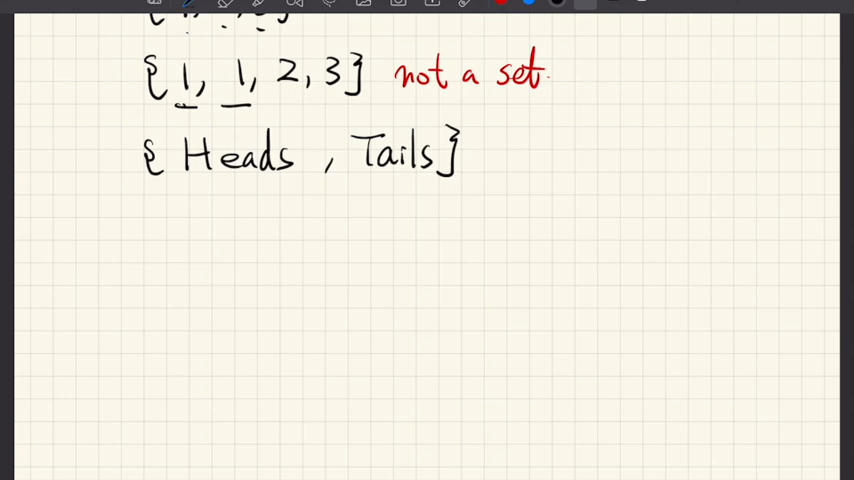 {1, 1, 2, 3} not a set.
{ Heads , Tails}